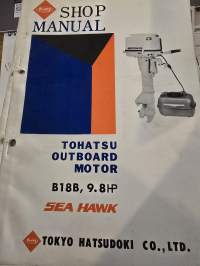 SHOP
MANUAL
TOHATSU
OUTBOARD
MOTOR
B18B, 9.8HP
SEA HAWK
TOKYO HATSUDOKI CO., LTD.